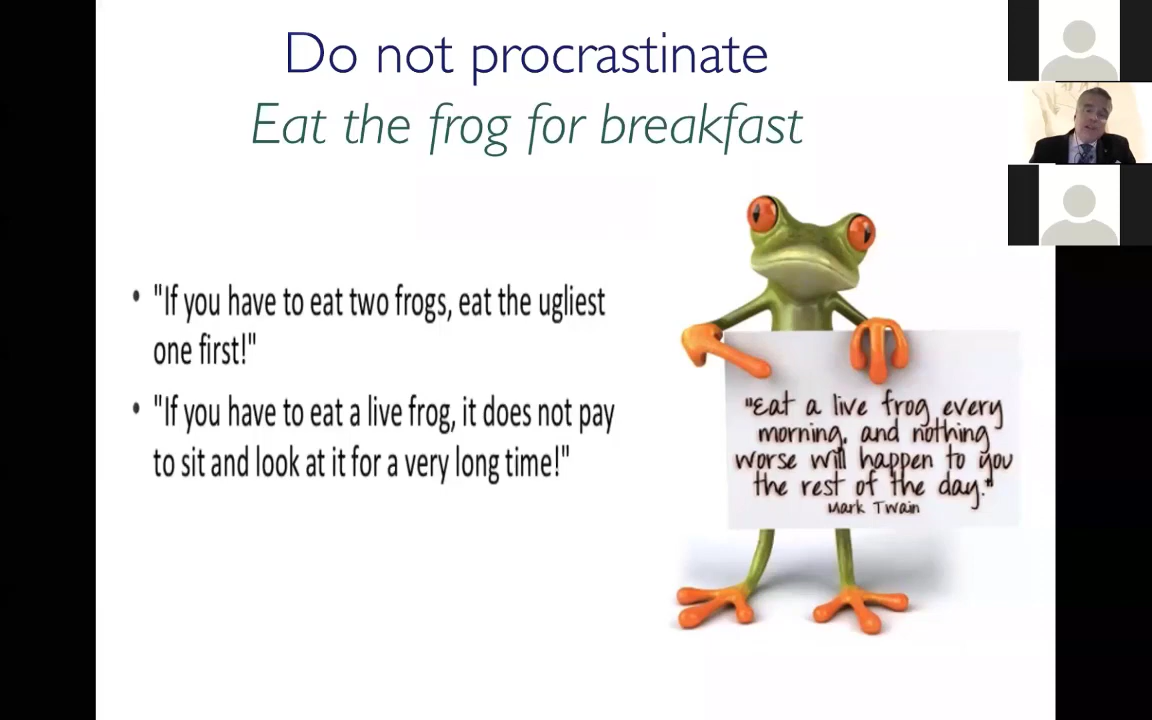 Do not procrastinate
Eat the frog for breakfast
• "If you have to eat two frogs, eat the ugliest
one first!"
• "If you have to eat a live frog, it does not pay
to sit and look at it for a very long time!"
"Eat a live frog every
morning, and nothing
worse will happen to you
the rest of the day."
Mark Twain